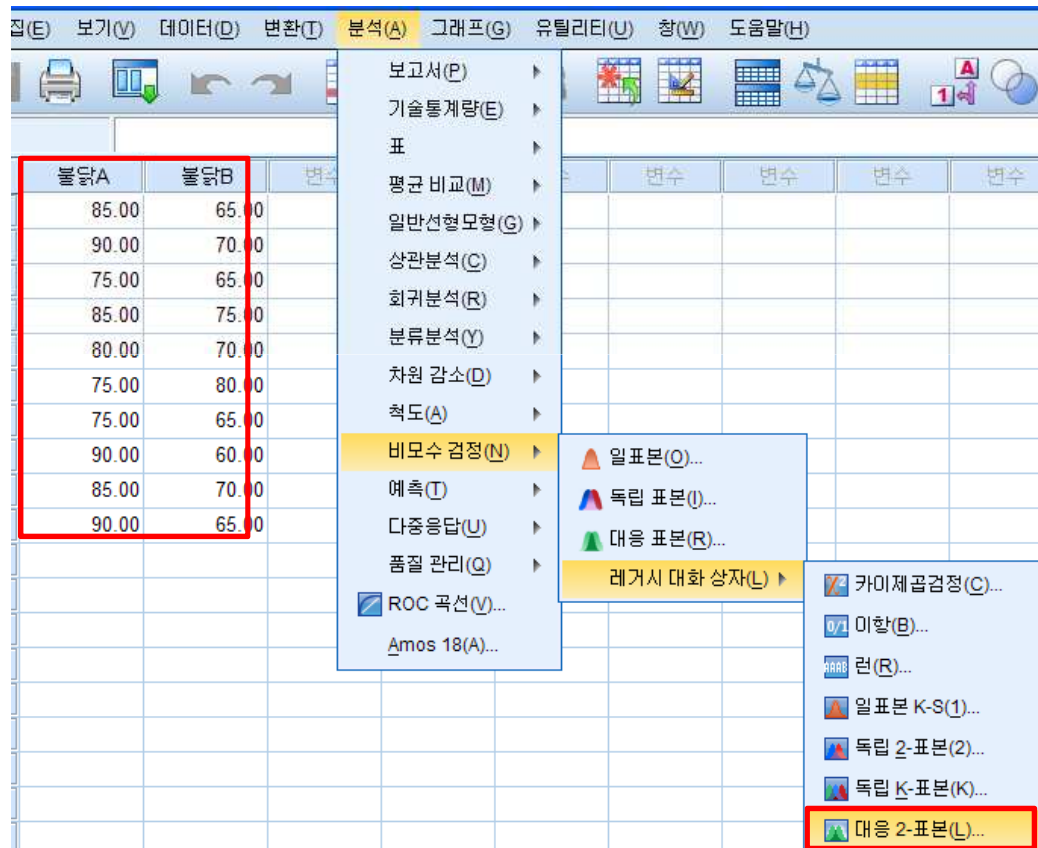 집(E) 보기(V) 데이터(D) 변환(T) 분석(A) 그래프(G) 유틸리티(U) 창(W) 도움말(H)
A
1
불닭A 불닭B 변수 변수 변수 변수
85.00 65.00
90.00 70.00
75.00 65.00
85.00 75.00
80.00 70.00
75.00 80.00
75.00 65.00
90.00 60.00
85.00 70.00
90.00 65.00
보고서(P)
기술통계량(E)
표
평균 비교(M)
일반선형모형(G)
상관분석(C)
회귀분석(R)
분류분석(Y)
차원 감소(D)
척도(A)
비모수 검정(N)
예측(T)
다중응답(U)
품질 관리(Q)
ROC 곡선(V)...
Amos 18(A)...
일표본(O)...
독립 표본(I)...
대응 표본(R)...
레거시 대화 상자(L)
카이제곱검정(C)...
0/1 이항(B)...
AAAB 런(R)...
일표본 K-S(1)...
독립 2-표본(2)...
독립 K-표본(K)...
대응 2-표본(L)...